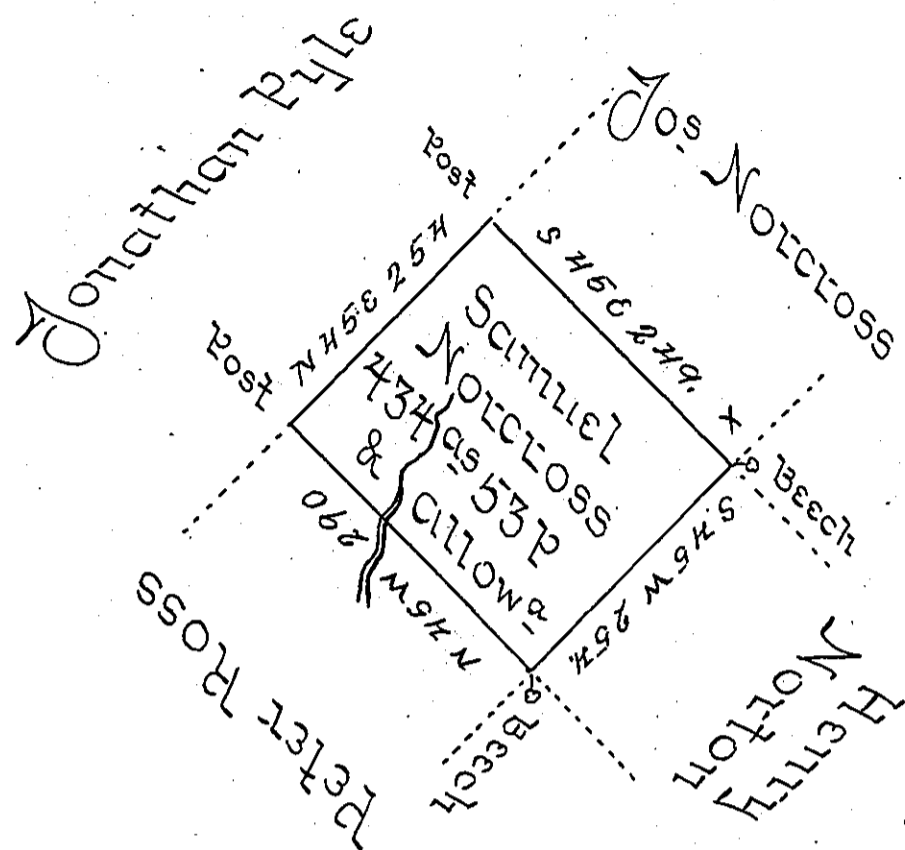 Jonathan Pyle
Jos Norcross
Post
N 45 E 254
S 45 E 249. x
Post
Samuel
Norcross
434 as 53 P
& Allowa
Beech
S 45 W 254.
N 45 W 290
Beech
Peter Ross
Henry
Norton